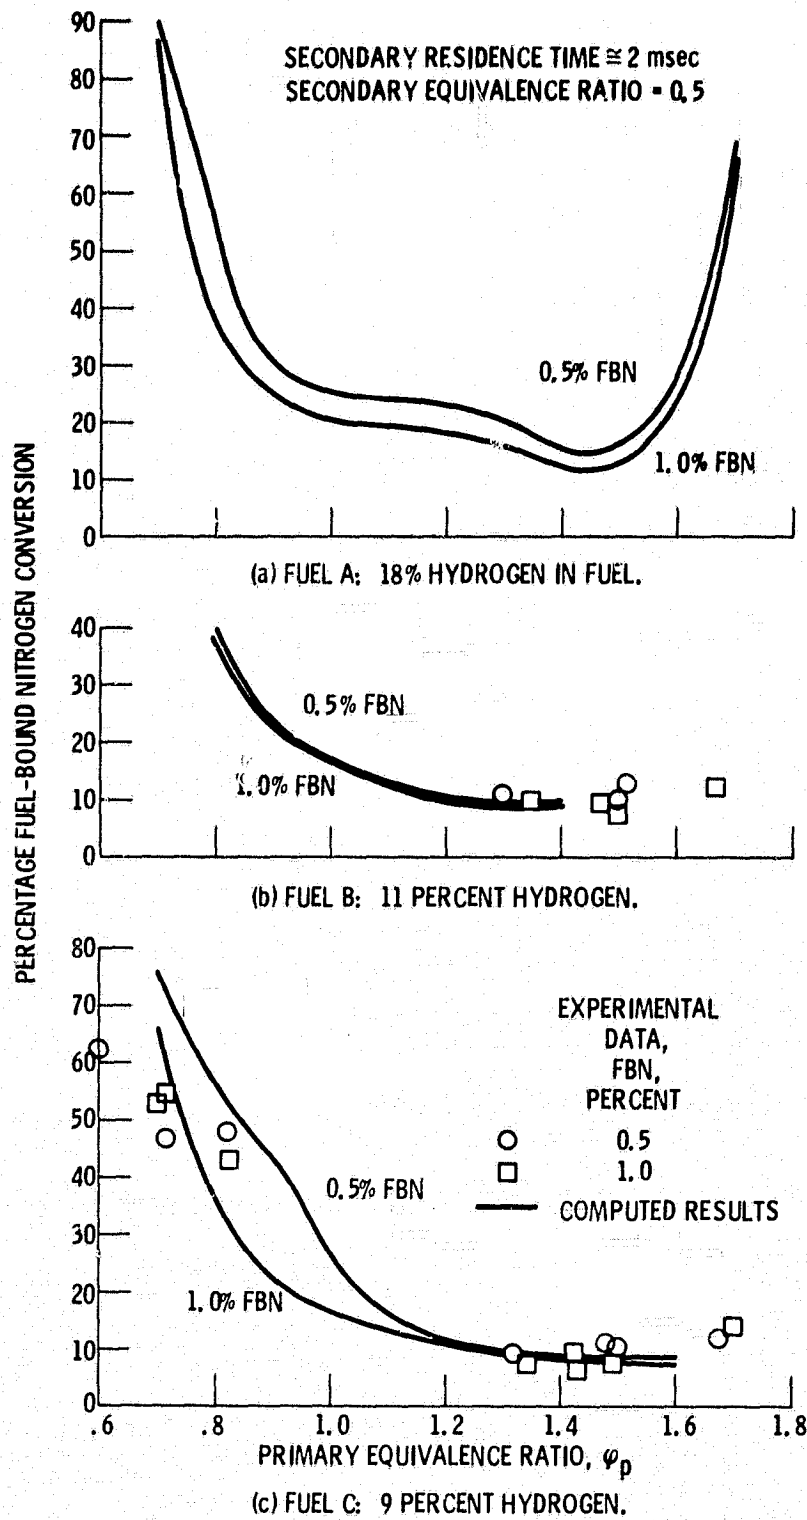 SECONDARY RESIDENCE TIME ≅ 2 msec
SECONDARY EQUIVALENCE RATIO = 0.5
90
80
70
60
50
40
30
20
10
0
0.5% FBN
1.0% FBN
(a) FUEL A: 18% HYDROGEN IN FUEL.
PERCENTAGE FUEL-BOUND NITROGEN CONVERSION
40
30
20
10
0
0.5% FBN
1.0% FBN
(b) FUEL B: 11 PERCENT HYDROGEN.
80
70
60
50
40
30
20
10
0
EXPERIMENTAL
DATA,
FBN,
PERCENT
0.5
1.0
COMPUTED RESULTS
0.5% FBN
1.0% FBN
.6 .8 1.0 1.2 1.4 1.6 1.8
PRIMARY EQUIVALENCE RATIO, φp
(c) FUEL C: 9 PERCENT HYDROGEN.